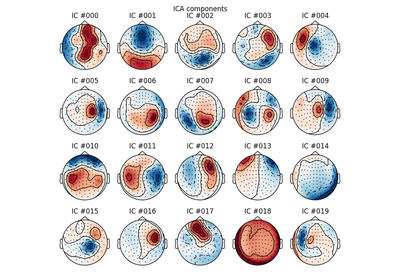 ICA components
IC #000 IC #001 IC #002 IC #003 IC #004
IC #005 IC #006 IC #007 IC #008 IC #009
IC #010 IC #011 IC #012 IC #013 IC #014
IC #015 IC #016 IC #017 IC #018 IC #019